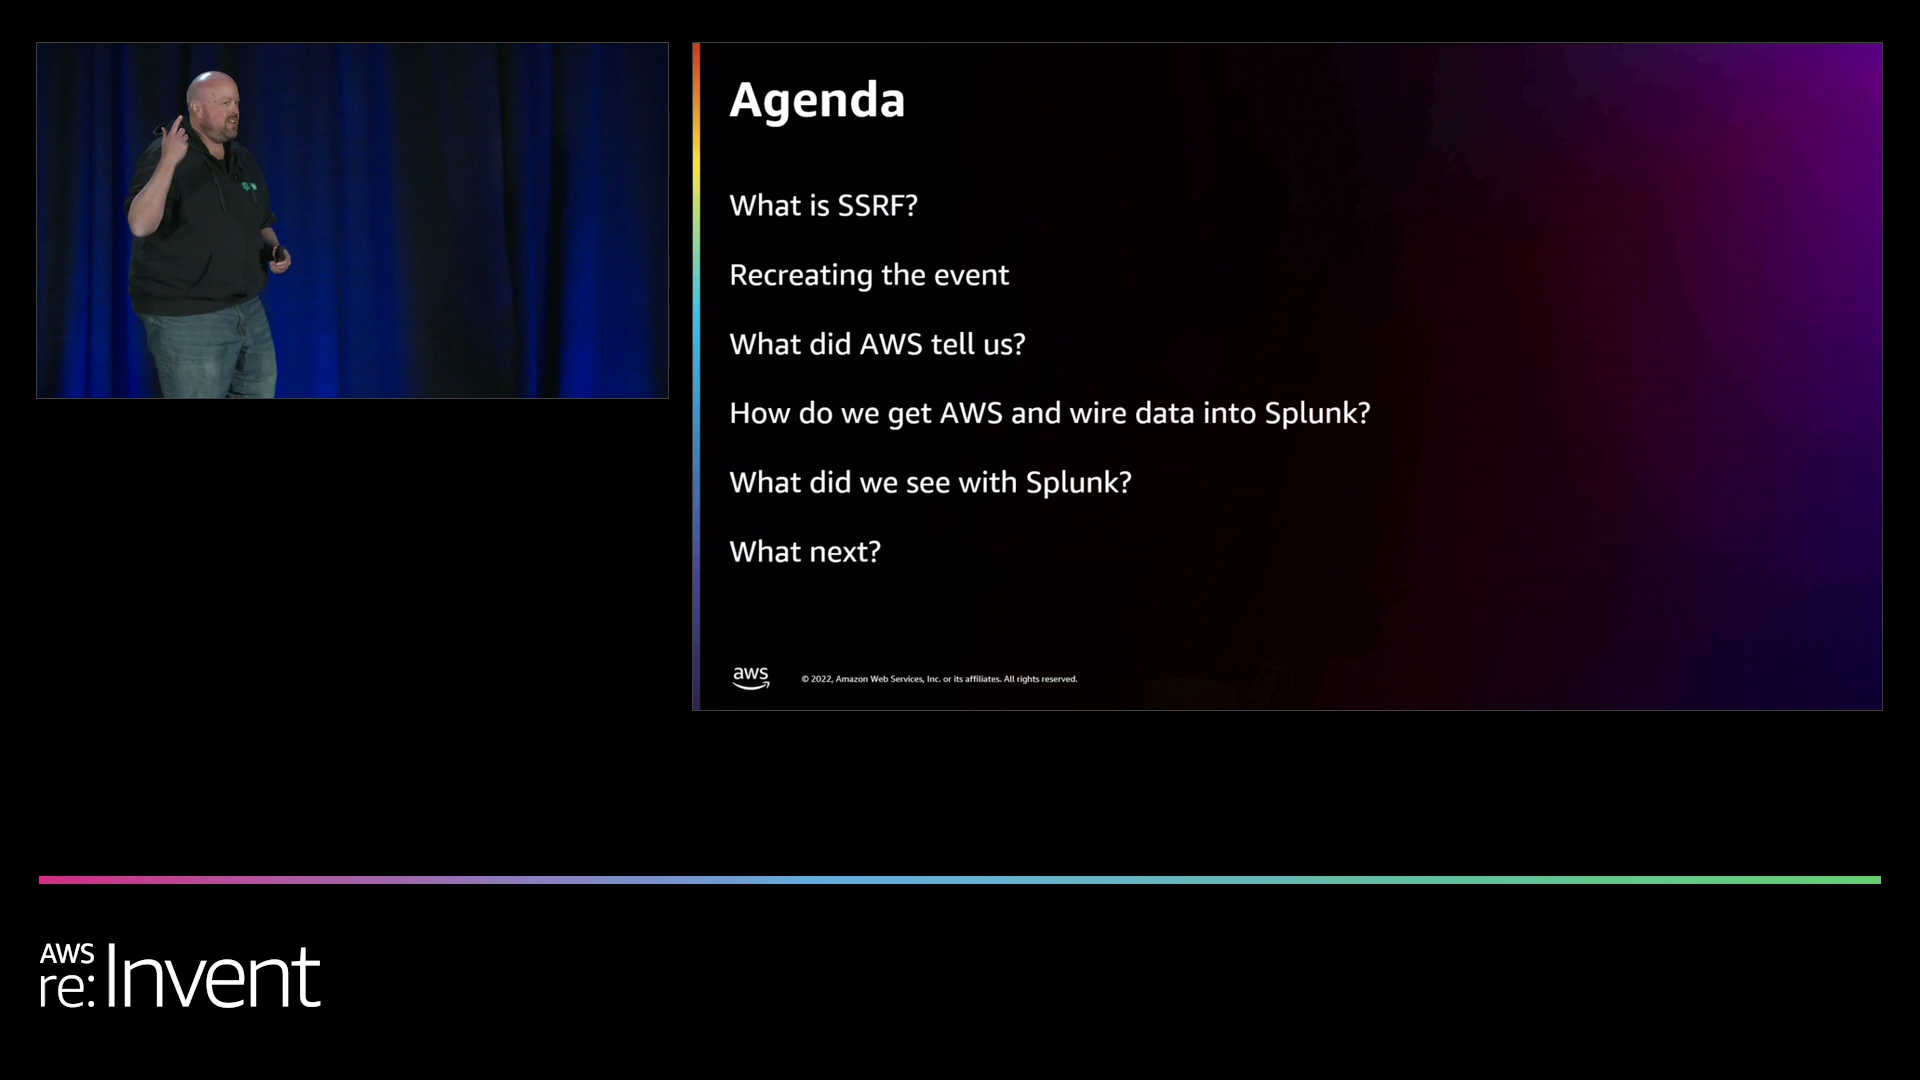 Agenda
What is SSRF?
Recreating the event
What did AWS tell us?
How do we get AWS and wire data into Splunk?
What did we see with Splunk?
What next?
aws
© 2022, Amazon Web Services, Inc. or its affiliates. All rights reserved.
AWS
re:Invent